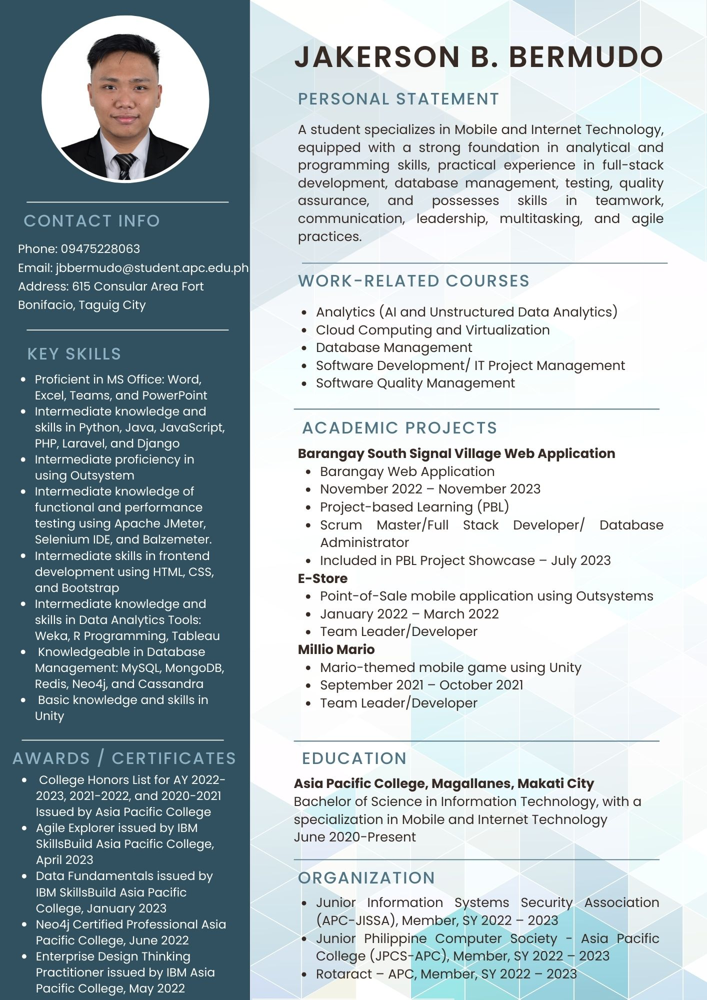 CONTACT INFO
Phone: 09475228063
Email: jbbermudo@student.apc.edu.ph
Address: 615 Consular Area Fort
Bonifacio, Taguig City
KEY SKILLS
• Proficient in MS Office: Word,
Excel, Teams, and PowerPoint
• Intermediate knowledge and
skills in Python, Java, JavaScript,
PHP, Laravel, and Django
• Intermediate proficiency in
using Outsystem
• Intermediate knowledge of
functional and performance
testing using Apache JMeter,
Selenium IDE, and Balzemeter.
• Intermediate skills in frontend
development using HTML, CSS,
and Bootstrap
• Intermediate knowledge and
skills in Data Analytics Tools:
Weka, R Programming, Tableau
• Knowledgeable in Database
Management: MySQL, MongoDB,
Redis, Neo4j, and Cassandra
• Basic knowledge and skills in
Unity
AWARDS / CERTIFICATES
• College Honors List for AY 2022-
2023, 2021-2022, and 2020-2021
Issued by Asia Pacific College
• Agile Explorer issued by IBM
SkillsBuild Asia Pacific College,
April 2023
• Data Fundamentals issued by
IBM SkillsBuild Asia Pacific
College, January 2023
• Neo4j Certified Professional Asia
Pacific College, June 2022
• Enterprise Design Thinking
Practitioner issued by IBM Asia
Pacific College, May 2022
JAKERSON B. BERMUDO
PERSONAL STATEMENT
A student specializes in Mobile and Internet Technology,
equipped with a strong foundation in analytical and
programming skills, practical experience in full-stack
development, database management, testing, quality
assurance, and possesses skills in teamwork,
communication, leadership, multitasking, and agile
practices.
WORK-RELATED COURSES
• Analytics (AI and Unstructured Data Analytics)
• Cloud Computing and Virtualization
• Database Management
• Software Development/ IT Project Management
• Software Quality Management
ACADEMIC PROJECTS
Barangay South Signal Village Web Application
• Barangay Web Application
• November 2022 – November 2023
• Project-based Learning (PBL)
• Scrum Master/Full Stack Developer/ Database
Administrator
• Included in PBL Project Showcase – July 2023
E-Store
• Point-of-Sale mobile application using Outsystems
• January 2022 – March 2022
• Team Leader/Developer
Millio Mario
• Mario-themed mobile game using Unity
• September 2021 – October 2021
• Team Leader/Developer
EDUCATION
Asia Pacific College, Magallanes, Makati City
Bachelor of Science in Information Technology, with a
specialization in Mobile and Internet Technology
June 2020-Present
ORGANIZATION
• Junior Information Systems Security Association
(APC-JISSA), Member, SY 2022 – 2023
• Junior Philippine Computer Society - Asia Pacific
College (JPCS-APC), Member, SY 2022 – 2023
• Rotaract – APC, Member, SY 2022 – 2023